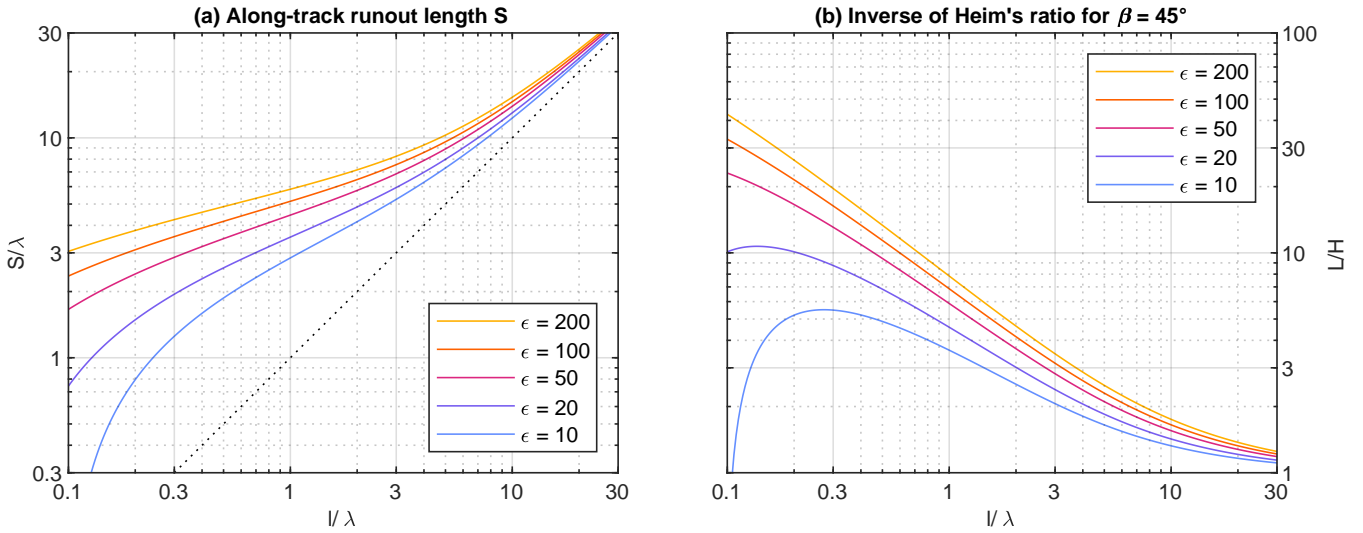 (a) Along-track runout length S
30
10
3
1
0.3
S/λ
0.1
0.3
1
3
10
30
l/ λ
ϵ = 200
ϵ = 100
ϵ = 50
ϵ = 20
ϵ = 10
(b) Inverse of Heim's ratio for β = 45°
100
30
10
3
1
L/H
0.1
0.3
1
3
10
30
l/ λ
ϵ = 200
ϵ = 100
ϵ = 50
ϵ = 20
ϵ = 10